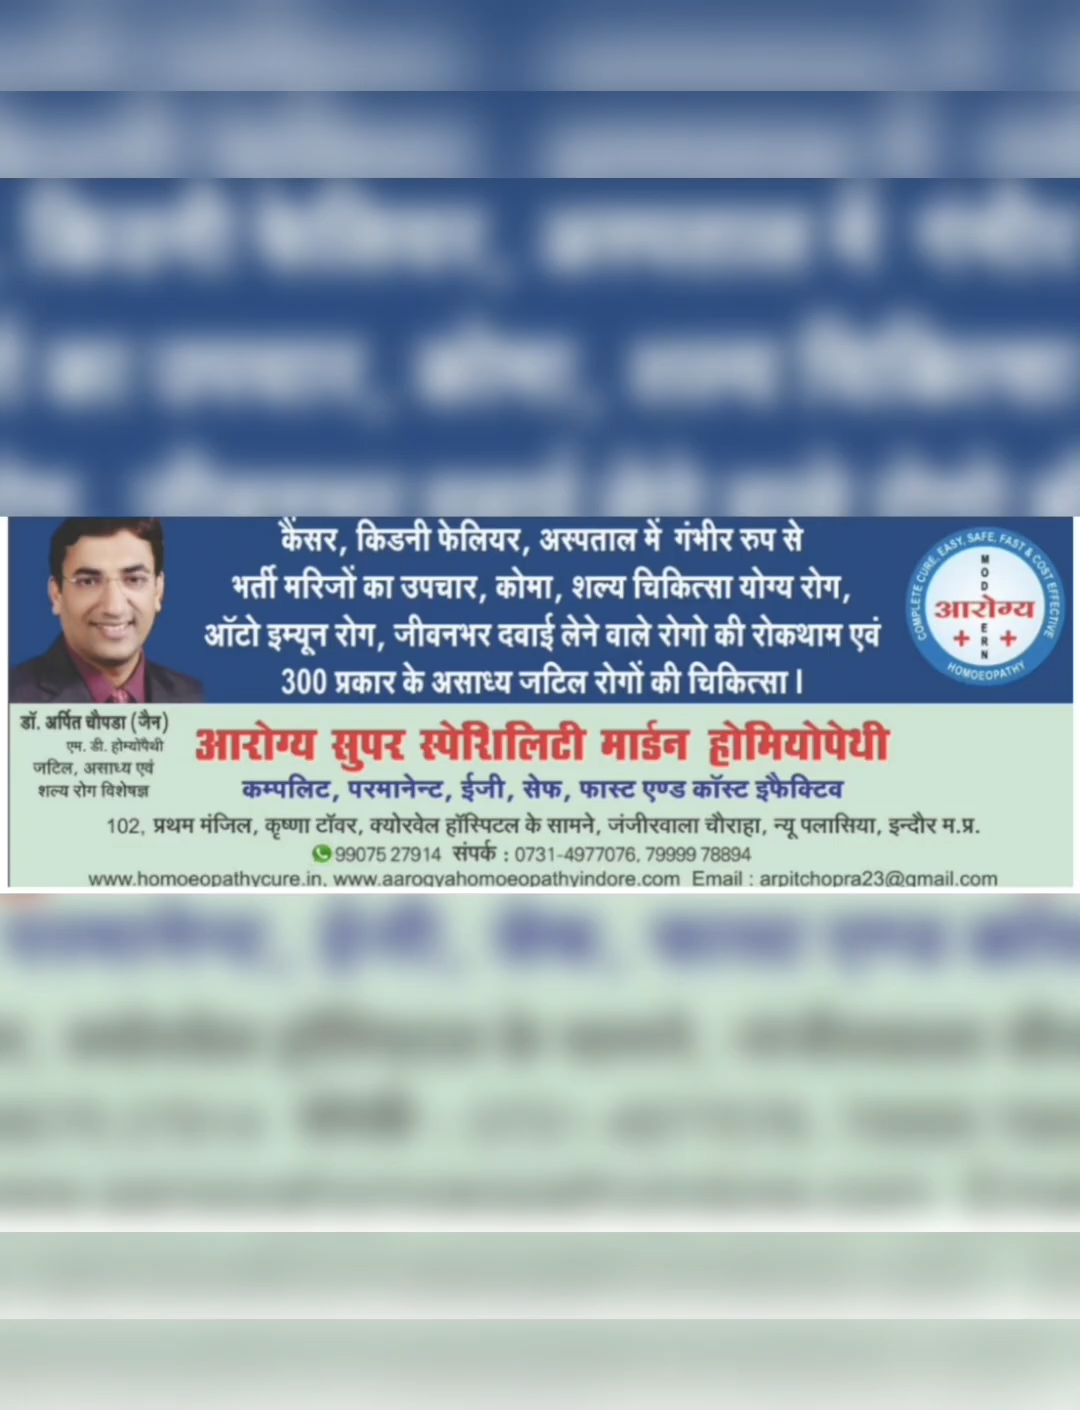 कैंसर, किडनी फेलियर, अस्पताल में गंभीर रुप से
भर्ती मरिजों का उपचार, कोमा, शल्य चिकित्सा योग्य रोग,
ऑटो इम्यून रोग, जीवनभर दवाई लेने वाले रोगो की रोकथाम एवं
300 प्रकार के असाध्य जटिल रोगों की चिकित्सा।
COMPLETE CURE, EASY, SAFE, FAST & COST EFFECTIVE
MODERN
आरोग्य
HOMOEOPATHY
डॉ. अर्पित चौपडा (जैन)
एम. डी. होम्योपैथी
जटिल, असाध्य एवं
शल्य रोग विशेषज्ञ
आरोग्य सुपर स्पेशिलिटी मार्डन होमियोपेथी
कम्पलिट, परमानेन्ट, ईजी, सेफ, फास्ट एण्ड कॉस्ट इफैक्टिव
102, प्रथम मंजिल, कृष्णा टॉवर, क्योरवेल हॉस्पिटल के सामने, जंजीरवाला चौराहा, न्यू पलासिया, इन्दौर म.प्र.
99075 27914 संपर्क : 0731-4977076, 79999 78894
www.homoeopathycure.in, www.aarogyahomoeopathyindore.com Email : arpitchopra23@gmail.com